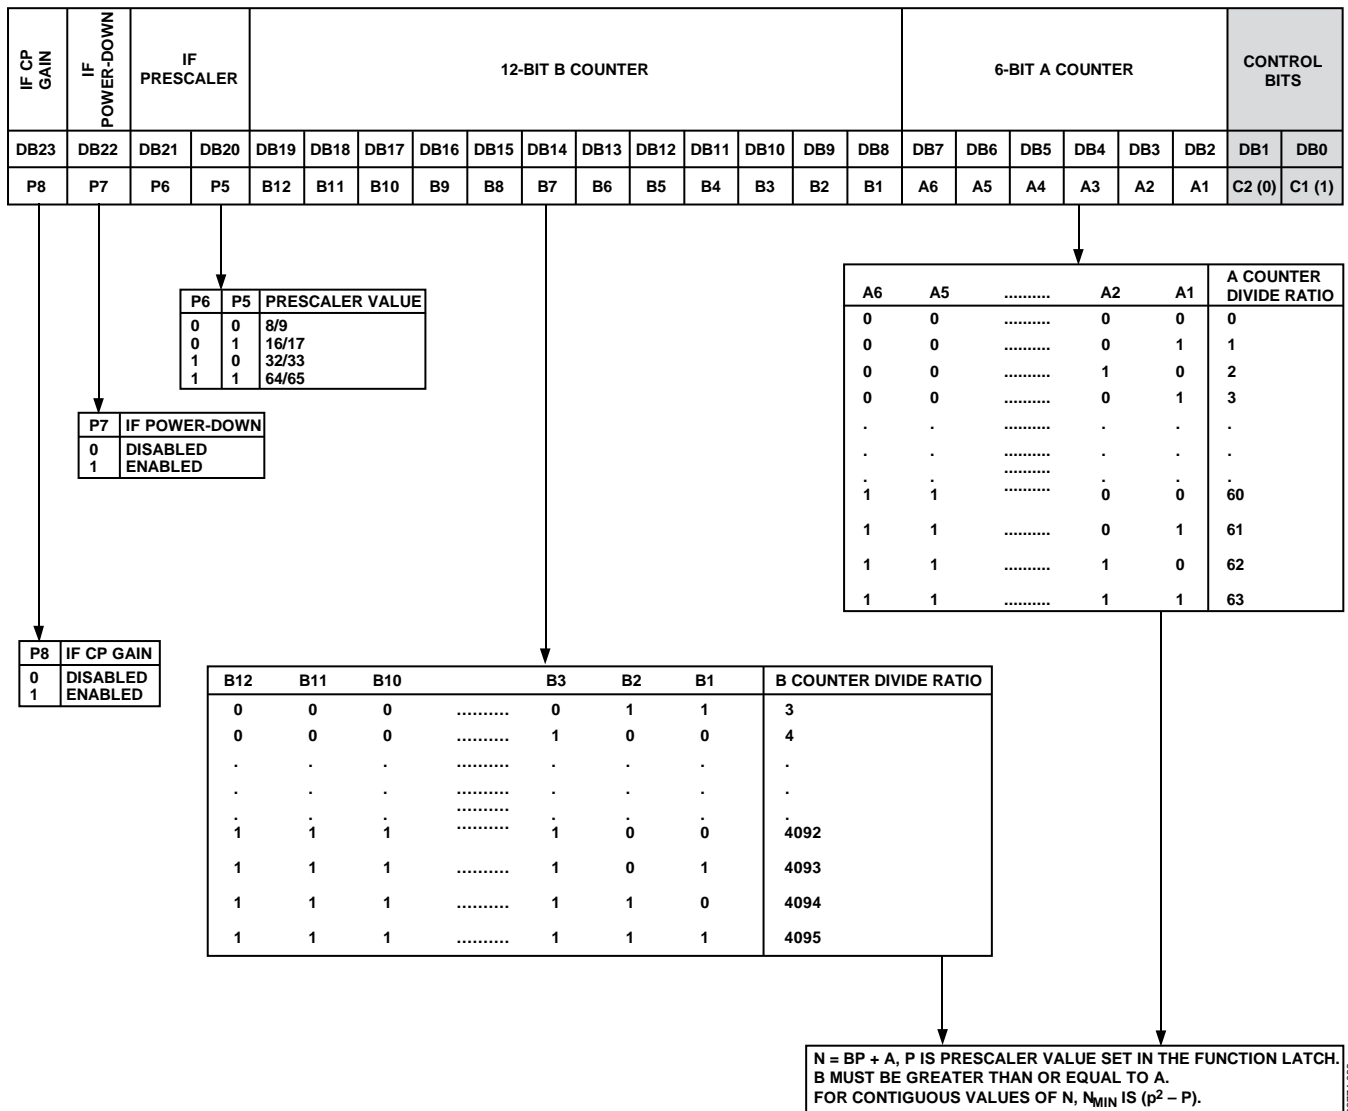 IF CP GAIN IF POWER-DOWN IF PRESCALER 12-BIT B COUNTER 6-BIT A COUNTER CONTROL BITS
DB23 DB22 DB21 DB20 DB19 DB18 DB17 DB16 DB15 DB14 DB13 DB12 DB11 DB10 DB9 DB8 DB7 DB6 DB5 DB4 DB3 DB2 DB1 DB0
P8 P7 P6 P5 B12 B11 B10 B9 B8 B7 B6 B5 B4 B3 B2 B1 A6 A5 A4 A3 A2 A1 C2 (0) C1 (1)
P6 P5 PRESCALER VALUE
0 0 8/9
0 1 16/17
1 0 32/33
1 1 64/65
A6 A5 .......... A2 A1 A COUNTER DIVIDE RATIO
0 0 .......... 0 0 0
0 0 .......... 0 1 1
0 0 .......... 1 0 2
0 0 .......... 0 1 3
. . .......... . . .
. . .......... . . .
. . .......... . . .
1 1 .......... 0 0 60
1 1 .......... 0 1 61
1 1 .......... 1 0 62
1 1 .......... 1 1 63
P7 IF POWER-DOWN
0 DISABLED
1 ENABLED
P8 IF CP GAIN
0 DISABLED
1 ENABLED
B12 B11 B10 B3 B2 B1 B COUNTER DIVIDE RATIO
0 0 0 .......... 0 1 1 3
0 0 0 .......... 1 0 0 4
. . . .......... . . . .
. . . .......... . . . .
. . . .......... . . . .
1 1 1 .......... 1 0 0 4092
1 1 1 .......... 1 0 1 4093
1 1 1 .......... 1 1 0 4094
1 1 1 .......... 1 1 1 4095
N = BP + A, P IS PRESCALER VALUE SET IN THE FUNCTION LATCH.
B MUST BE GREATER THAN OR EQUAL TO A.
FOR CONTIGUOUS VALUES OF N, NMIN IS (p² – P).